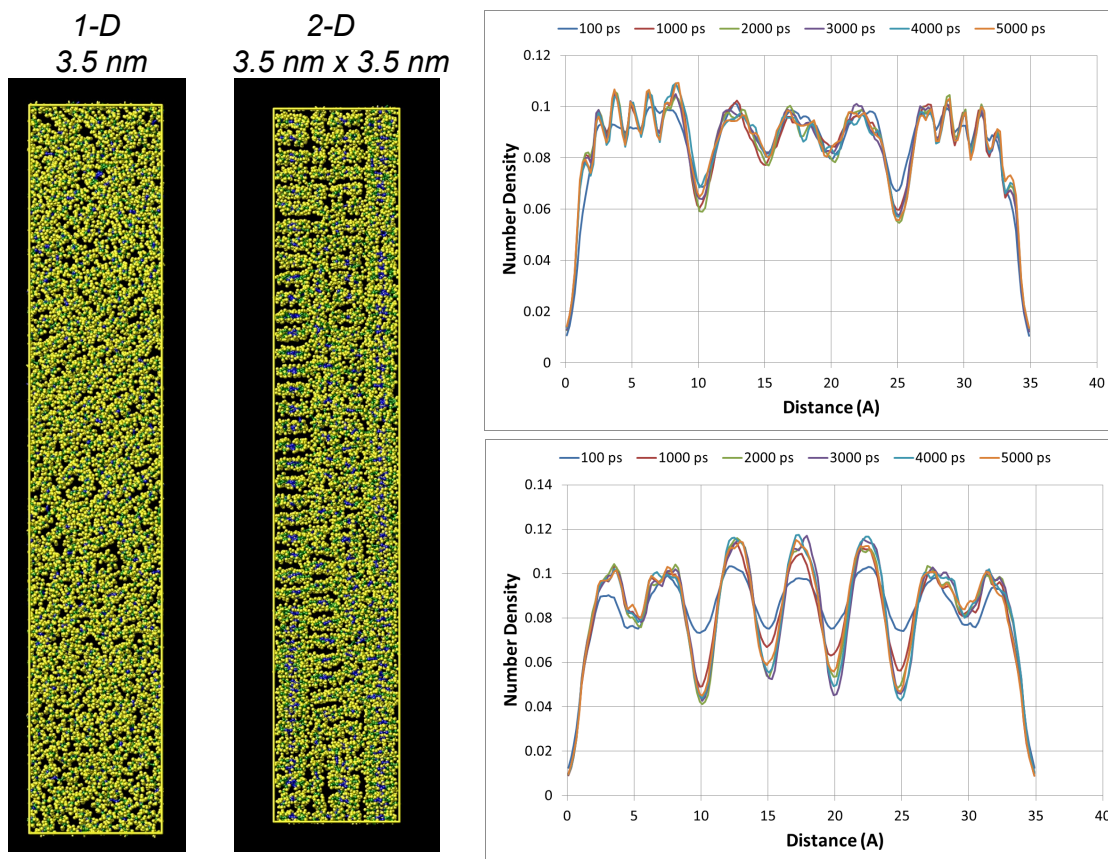 1-D
3.5 nm
2-D
3.5 nm x 3.5 nm
100 ps 1000 ps 2000 ps 3000 ps 4000 ps 5000 ps
0.12
0.1
0.08
0.06
0.04
0.02
0
Number Density
0 5 10 15 20 25 30 35 40
Distance (A)
100 ps 1000 ps 2000 ps 3000 ps 4000 ps 5000 ps
0.14
0.12
0.1
0.08
0.06
0.04
0.02
0
Number Density
0 5 10 15 20 25 30 35 40
Distance (A)